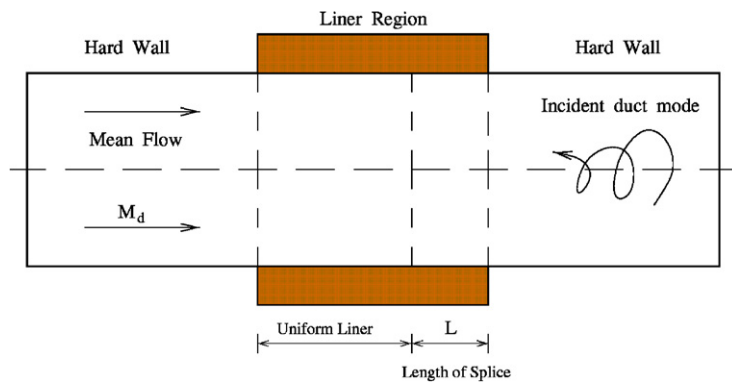 Liner Region
Hard Wall
Hard Wall
Mean Flow
Incident duct mode
M_d
Uniform Liner
L
Length of Splice